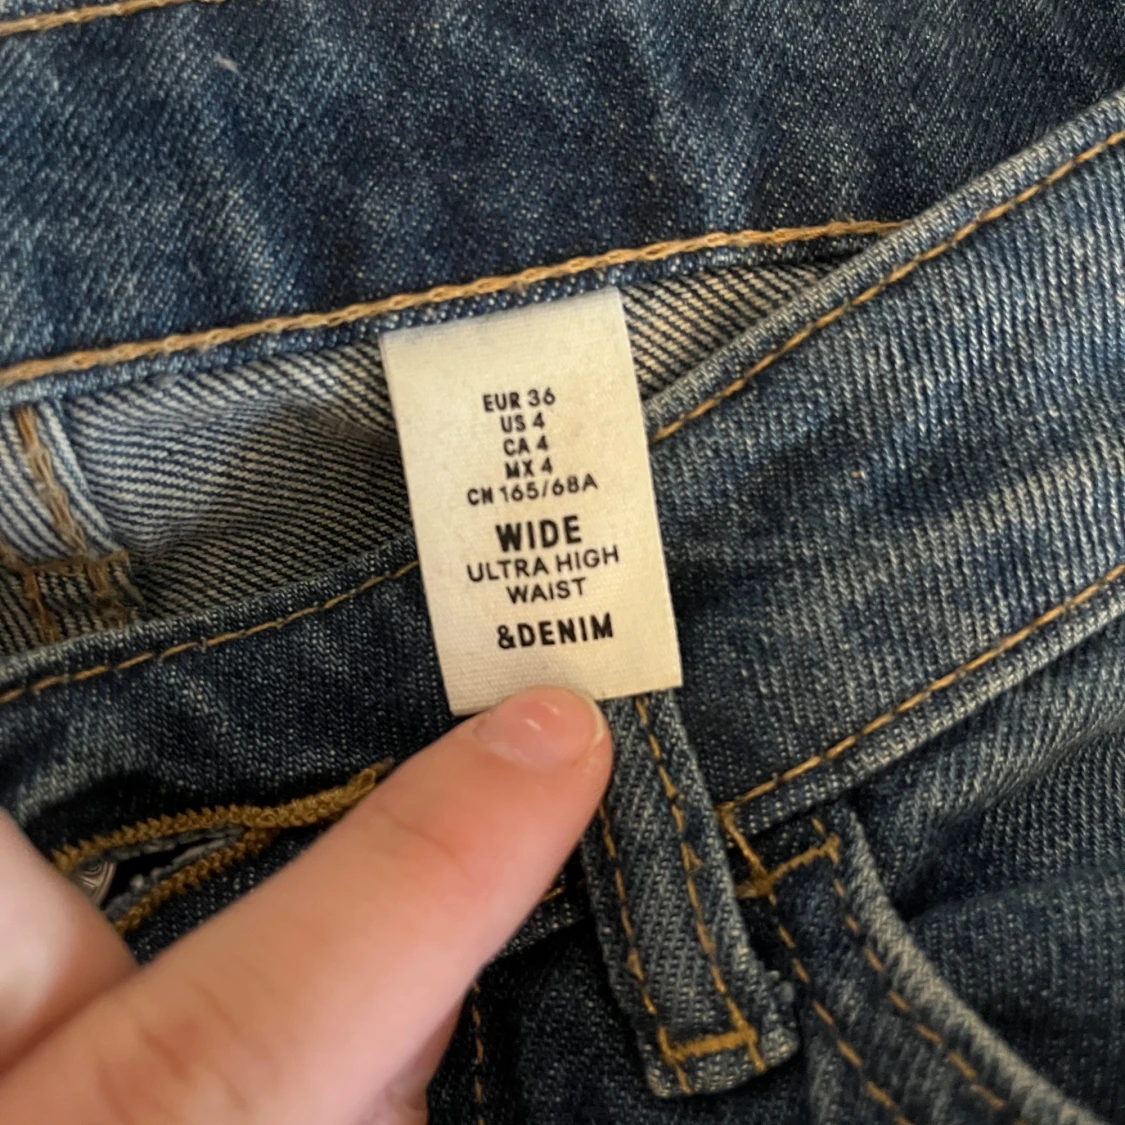 EUR 36
US 4
CA 4
MX 4
CN 165/68A
WIDE
ULTRA HIGH
WAIST
&DENIM